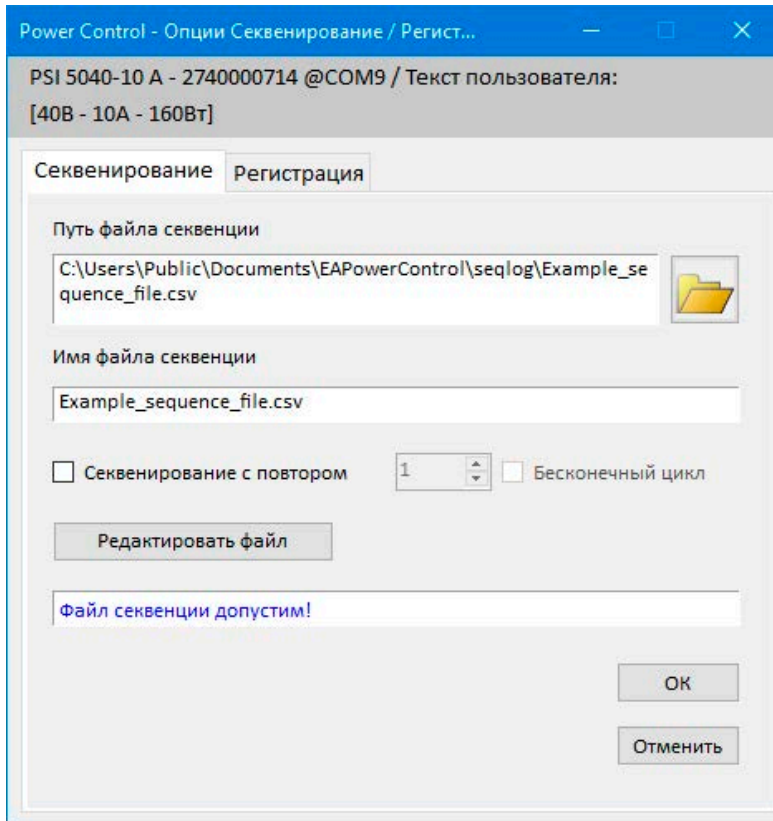 Power Control - Опции Секвенирование / Регист...
PSI 5040-10 A - 2740000714 @COM9 / Текст пользователя:
[40В - 10А - 160Вт]
Секвенирование Регистрация
Путь файла секвенции
C:\Users\Public\Documents\EAPowerControl\seqlog\Example_se
quence_file.csv
Имя файла секвенции
Example_sequence_file.csv
Секвенирование с повтором 1 Бесконечный цикл
Редактировать файл
Файл секвенции допустим!
ОК
Отменить